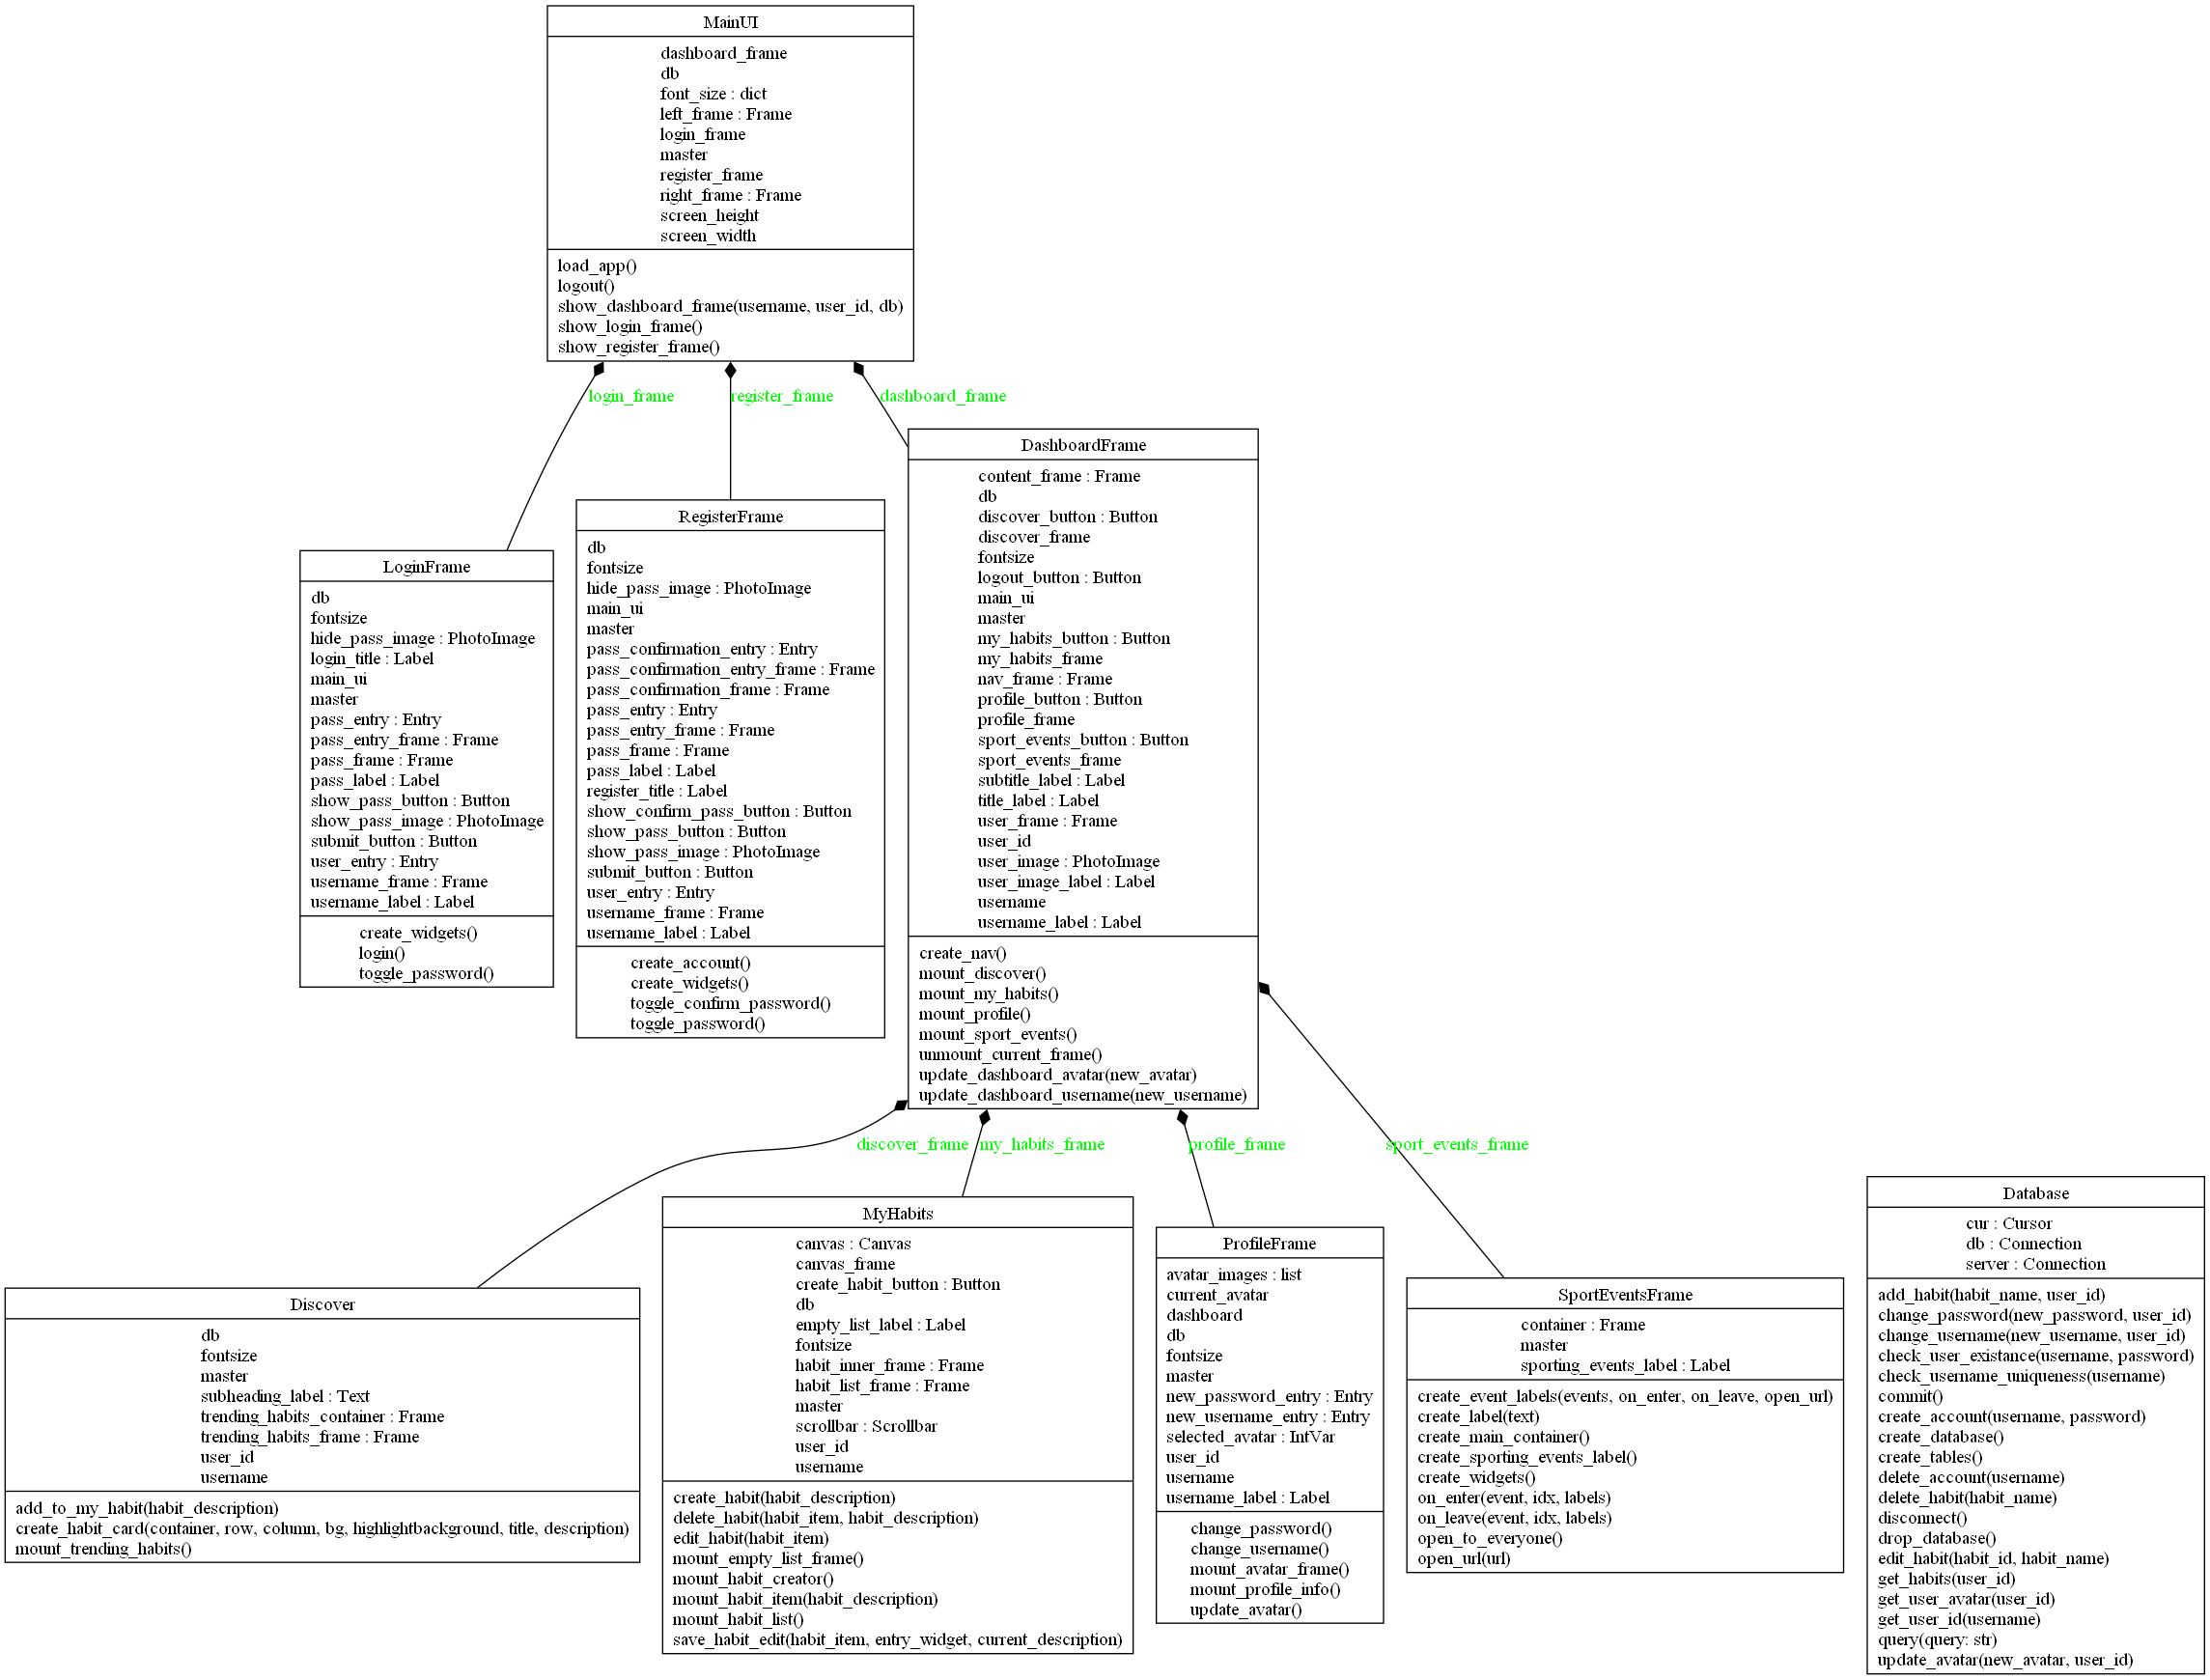 MainUI
dashboard_frame
db
font_size : dict
left_frame : Frame
login_frame
master
register_frame
right_frame : Frame
screen_height
screen_width
load_app()
logout()
show_dashboard_frame(username, user_id, db)
show_login_frame()
show_register_frame()
login_frame
register_frame
dashboard_frame
LoginFrame
db
fontsize
hide_pass_image : PhotoImage
login_title : Label
main_ui
master
pass_entry : Entry
pass_entry_frame : Frame
pass_frame : Frame
pass_label : Label
show_pass_button : Button
show_pass_image : PhotoImage
submit_button : Button
user_entry : Entry
username_frame : Frame
username_label : Label
create_widgets()
login()
toggle_password()
RegisterFrame
db
fontsize
hide_pass_image : PhotoImage
main_ui
master
pass_confirmation_entry : Entry
pass_confirmation_entry_frame : Frame
pass_confirmation_frame : Frame
pass_entry : Entry
pass_entry_frame : Frame
pass_frame : Frame
pass_label : Label
register_title : Label
show_confirm_pass_button : Button
show_pass_button : Button
show_pass_image : PhotoImage
submit_button : Button
user_entry : Entry
username_frame : Frame
username_label : Label
create_account()
create_widgets()
toggle_confirm_password()
toggle_password()
DashboardFrame
content_frame : Frame
db
discover_button : Button
discover_frame
fontsize
logout_button : Button
main_ui
master
my_habits_button : Button
my_habits_frame
nav_frame : Frame
profile_button : Button
profile_frame
sport_events_button : Button
sport_events_frame
subtitle_label : Label
title_label : Label
user_frame : Frame
user_id
user_image : PhotoImage
user_image_label : Label
username
username_label : Label
create_nav()
mount_discover()
mount_my_habits()
mount_profile()
mount_sport_events()
unmount_current_frame()
update_dashboard_avatar(new_avatar)
update_dashboard_username(new_username)
discover_frame
my_habits_frame
profile_frame
sport_events_frame
Discover
db
fontsize
master
subheading_label : Text
trending_habits_container : Frame
trending_habits_frame : Frame
user_id
username
add_to_my_habit(habit_description)
create_habit_card(container, row, column, bg, highlightbackground, title, description)
mount_trending_habits()
MyHabits
canvas : Canvas
canvas_frame
create_habit_button : Button
db
empty_list_label : Label
fontsize
habit_inner_frame : Frame
habit_list_frame : Frame
master
scrollbar : Scrollbar
user_id
username
create_habit(habit_description)
delete_habit(habit_item, habit_description)
edit_habit(habit_item)
mount_empty_list_frame()
mount_habit_creator()
mount_habit_item(habit_description)
mount_habit_list()
save_habit_edit(habit_item, entry_widget, current_description)
ProfileFrame
avatar_images : list
current_avatar
dashboard
db
fontsize
master
new_password_entry : Entry
new_username_entry : Entry
selected_avatar : IntVar
user_id
username
username_label : Label
change_password()
change_username()
mount_avatar_frame()
mount_profile_info()
update_avatar()
SportEventsFrame
container : Frame
master
sporting_events_label : Label
create_event_labels(events, on_enter, on_leave, open_url)
create_label(text)
create_main_container()
create_sporting_events_label()
create_widgets()
on_enter(event, idx, labels)
on_leave(event, idx, labels)
open_to_everyone()
open_url(url)
Database
cur : Cursor
db : Connection
server : Connection
add_habit(habit_name, user_id)
change_password(new_password, user_id)
change_username(new_username, user_id)
check_user_existance(username, password)
check_username_uniqueness(username)
commit()
create_account(username, password)
create_database()
create_tables()
delete_account(username)
delete_habit(habit_name)
disconnect()
drop_database()
edit_habit(habit_id, habit_name)
get_habits(user_id)
get_user_avatar(user_id)
get_user_id(username)
query(query: str)
update_avatar(new_avatar, user_id)